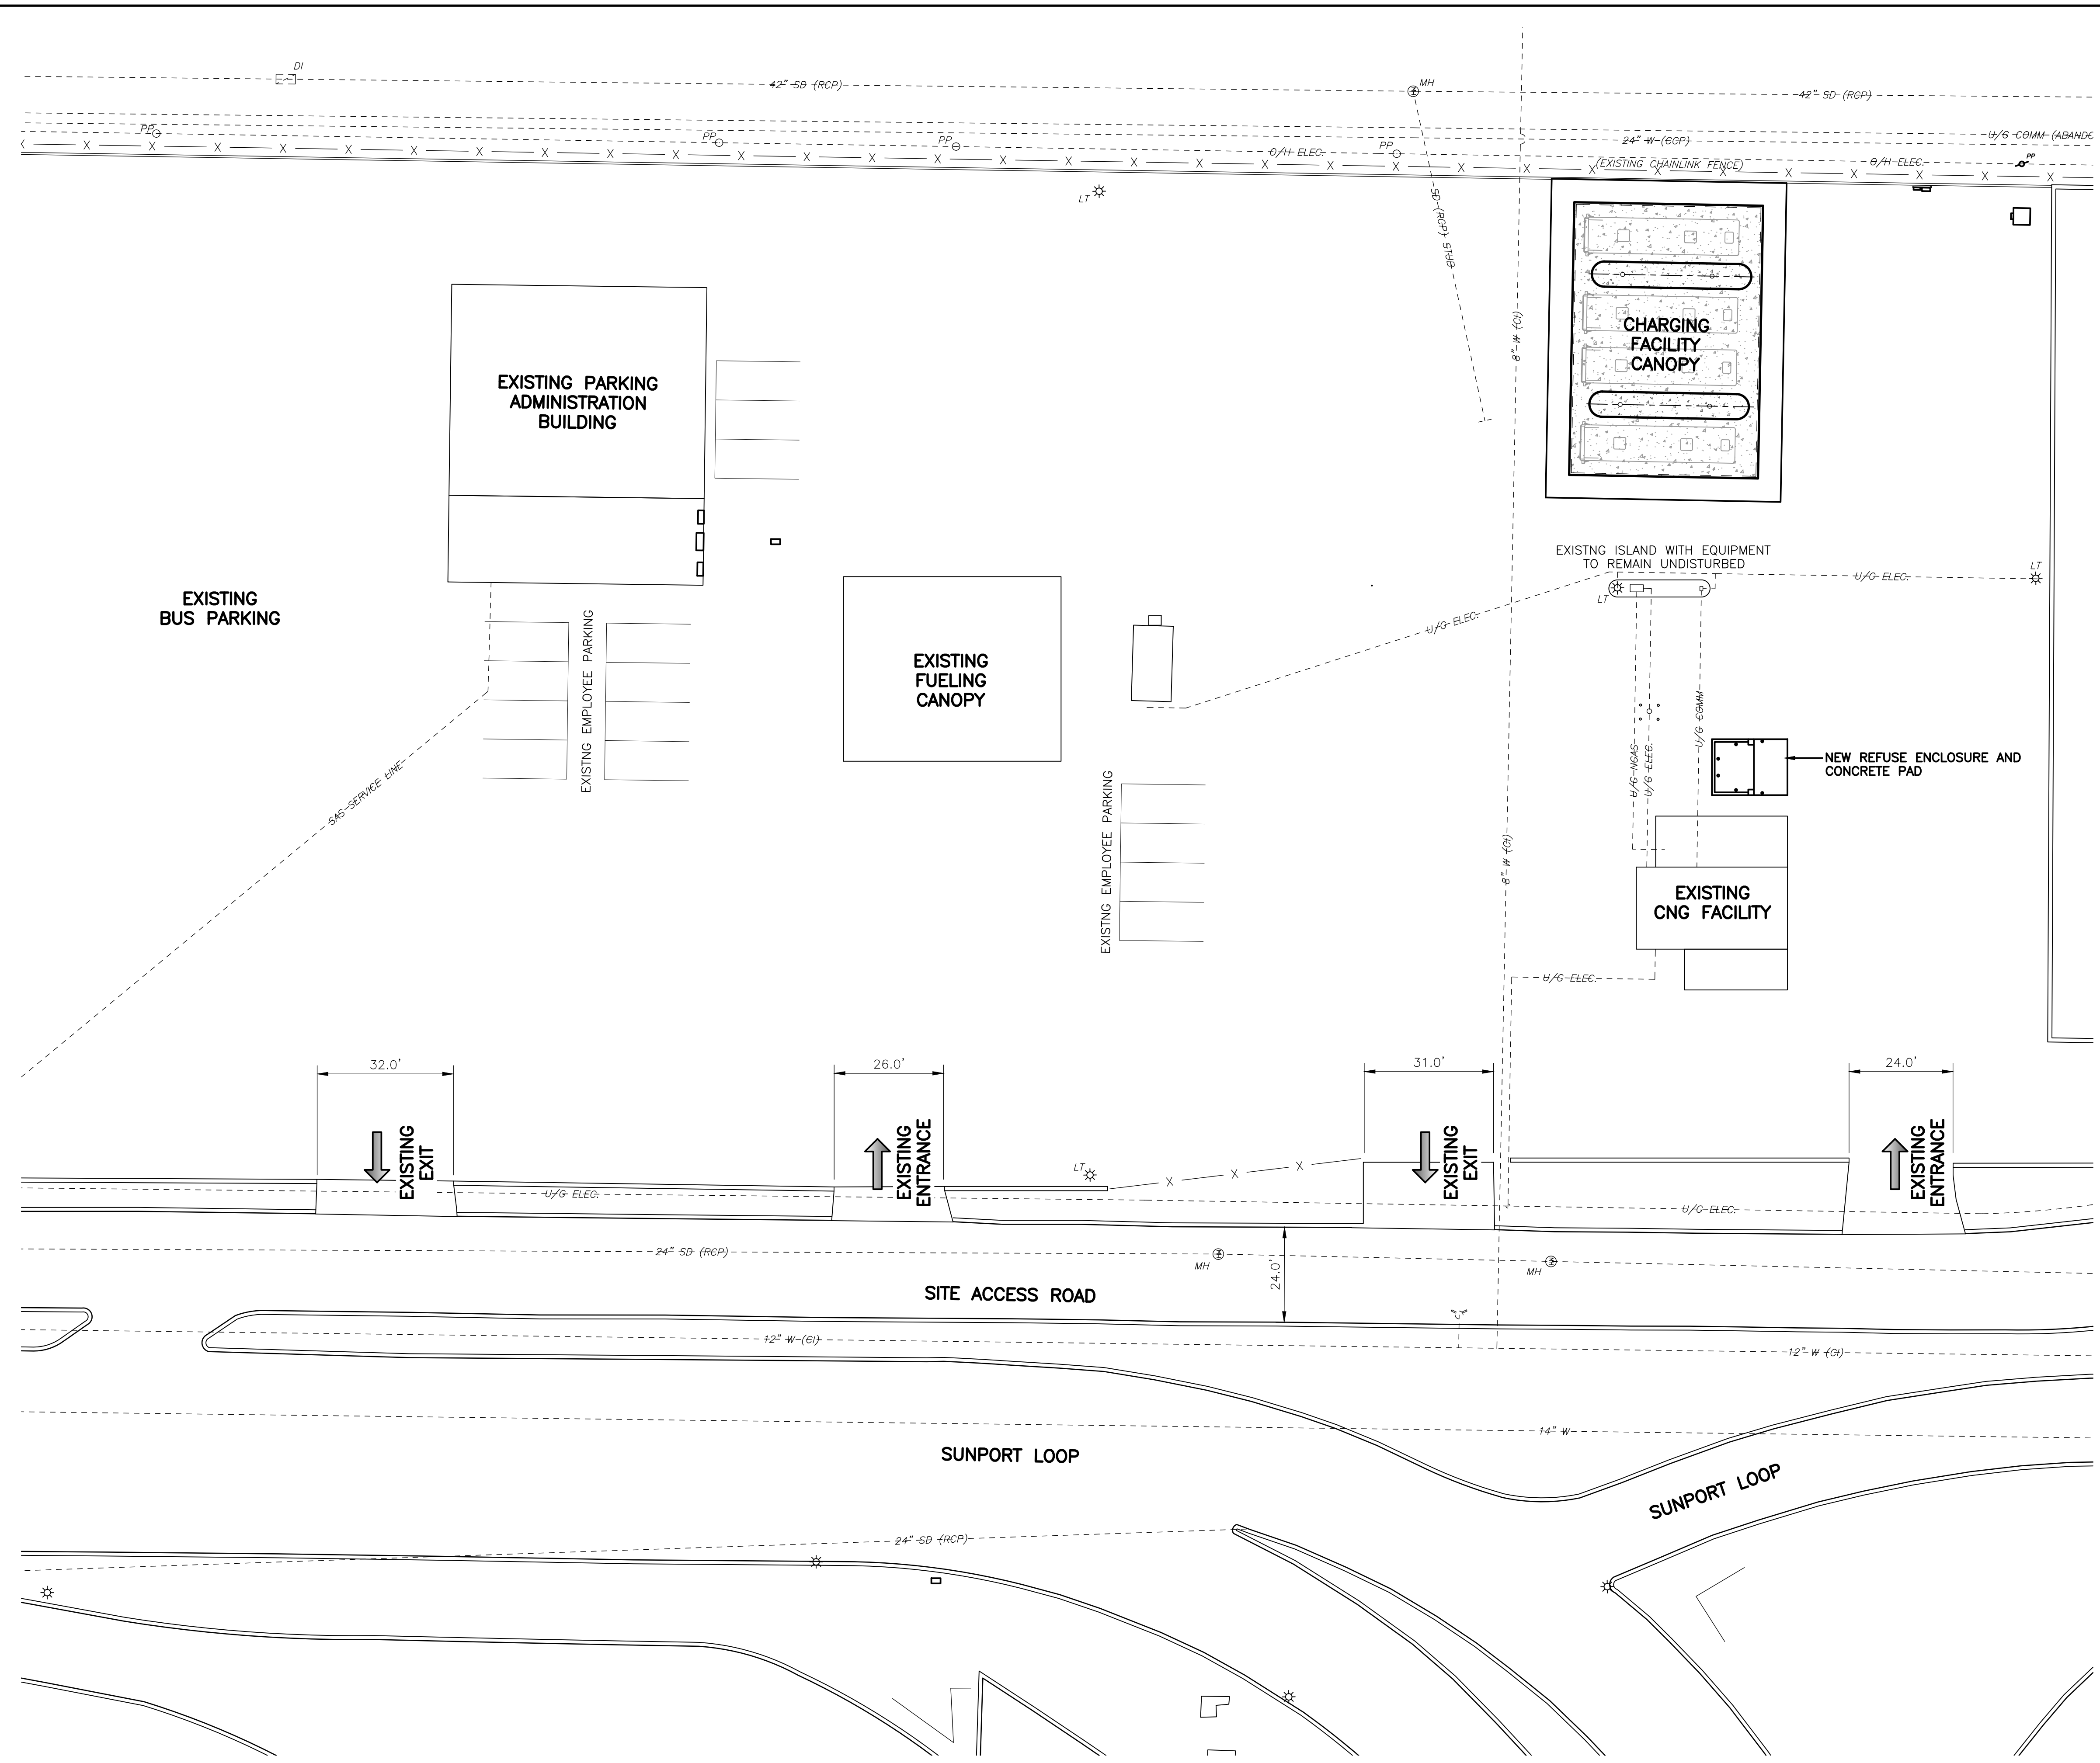 DI
42" SD (RCP)
MH
42" SD (RCP)
PP
PP
PP
O/H ELEC.
PP
24" W (CCP)
U/G COMM (ABANDO
(EXISTING CHAINLINK FENCE)
O/H ELEC.
PP
LT
SD (RCP) STUB
8" W (CI)
CHARGING
FACILITY
CANOPY
EXISTING PARKING
ADMINISTRATION
BUILDING
EXISTNG ISLAND WITH EQUIPMENT
TO REMAIN UNDISTURBED
LT
U/G ELEC.
LT
EXISTING
BUS PARKING
EXISTNG EMPLOYEE PARKING
EXISTING
FUELING
CANOPY
U/G ELEC.
U/G NGAS
U/G ELEC.
U/G COMM
NEW REFUSE ENCLOSURE AND
CONCRETE PAD
SAS SERVICE LINE
EXISTNG EMPLOYEE PARKING
8" W (CI)
EXISTING
CNG FACILITY
U/G ELEC.
32.0'
26.0'
31.0'
24.0'
EXISTING
EXIT
EXISTING
ENTRANCE
LT
EXISTING
EXIT
EXISTING
ENTRANCE
U/G ELEC.
U/G ELEC.
24" SD (RCP)
MH
24.0'
MH
SITE ACCESS ROAD
12" W (CI)
12" W (CI)
14" W
SUNPORT LOOP
SUNPORT LOOP
24" SD (RCP)